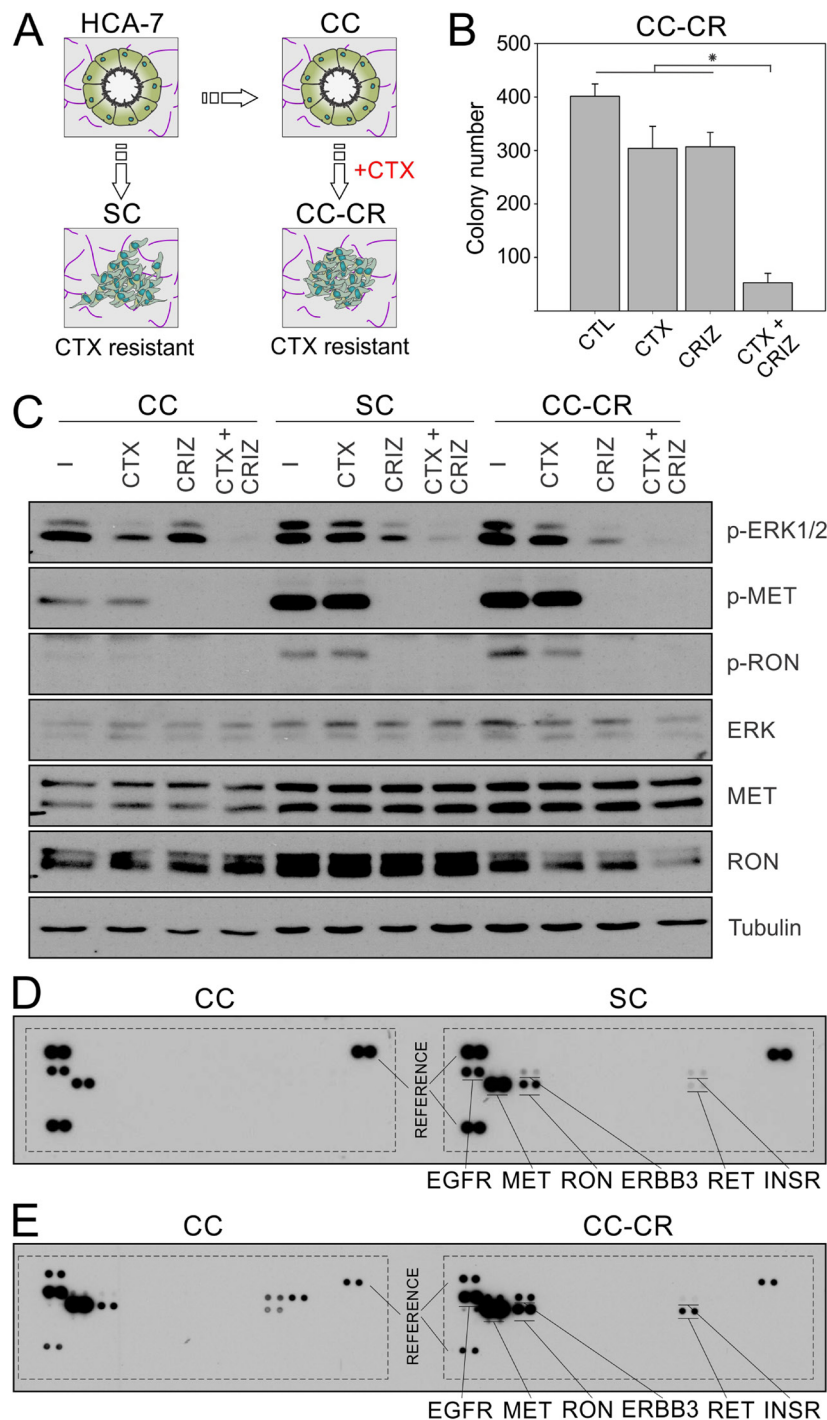 A
HCA-7
CC
+CTX
SC
CC-CR
CTX resistant
CTX resistant
B
CC-CR
500
400
300
200
100
Colony number
*
CTL
CTX
CRIZ
CTX +
CRIZ
C
CC
SC
CC-CR
–
CTX
CRIZ
CTX +
CRIZ
–
CTX
CRIZ
CTX +
CRIZ
–
CTX
CRIZ
CTX +
CRIZ
p-ERK1/2
p-MET
p-RON
ERK
MET
RON
Tubulin
D
CC
SC
REFERENCE
EGFR MET RON ERBB3 RET INSR
E
CC
CC-CR
REFERENCE
EGFR MET RON ERBB3 RET INSR